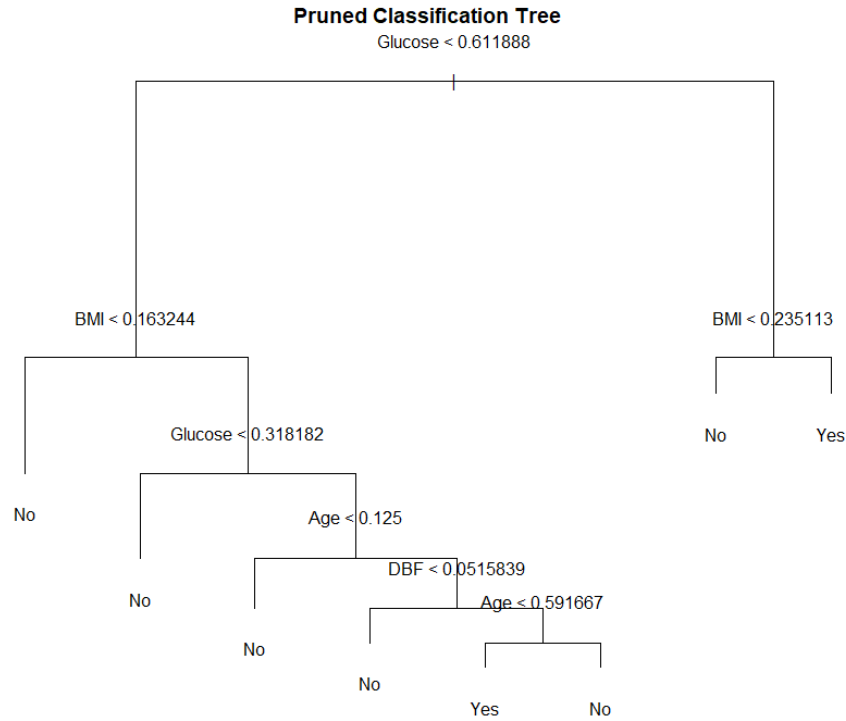 Pruned Classification Tree
Glucose < 0.611888
BMI < 0.163244
BMI < 0.235113
Glucose < 0.318182
No
Yes
No
Age < 0.125
DBF < 0.0515839
No
Age < 0.591667
No
No
Yes
No